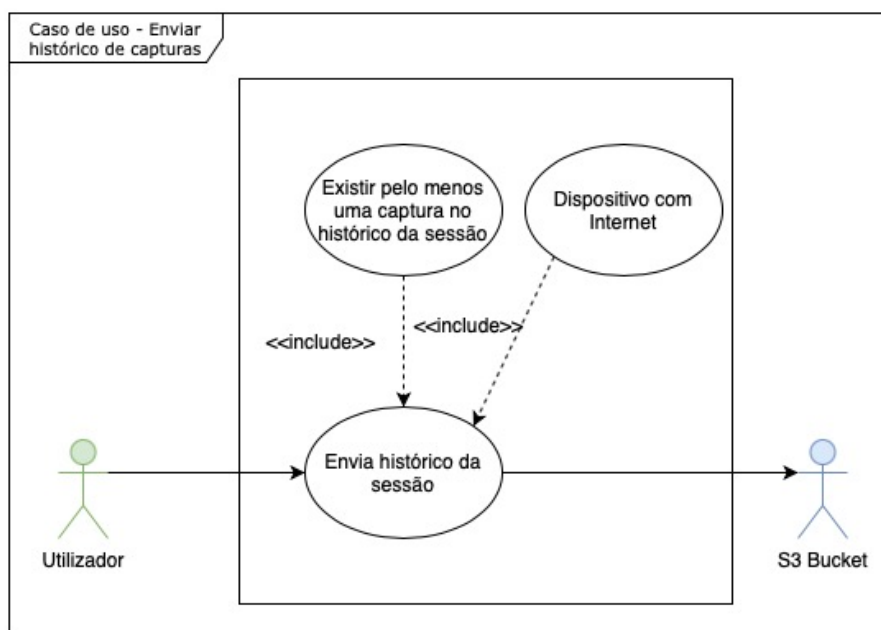 Caso de uso - Enviar
histórico de capturas
Existir pelo menos
uma captura no
histórico da sessão
Dispositivo com
Internet
<<include>>
<<include>>
Envia histórico da
sessão
Utilizador
S3 Bucket